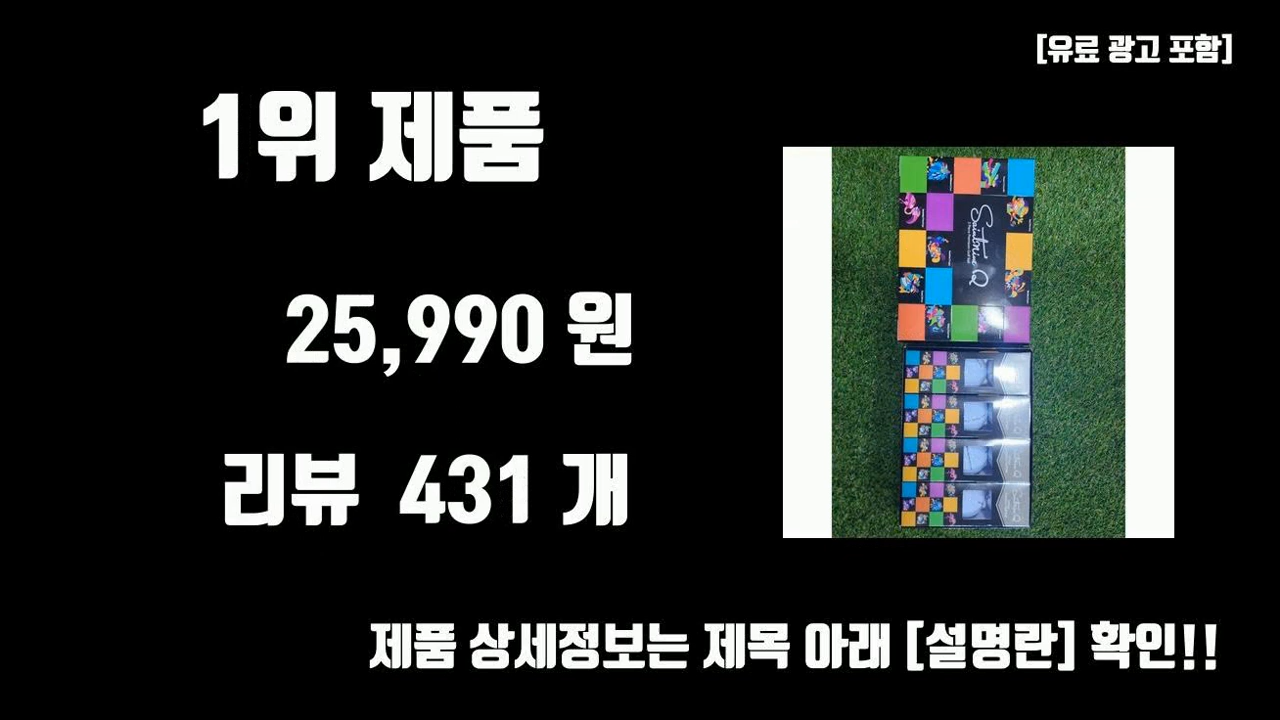 [유료 광고 포함]
1위 제품
25,990 원
리뷰 431 개
제품 상세정보는 제목 아래 [설명란] 확인!!